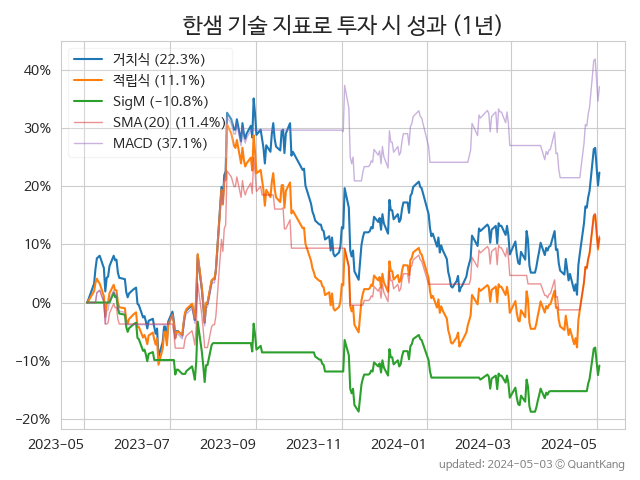 한샘 기술 지표로 투자 시 성과 (1년)
거치식 (22.3%)
적립식 (11.1%)
SigM (−10.8%)
SMA(20) (11.4%)
MACD (37.1%)
40%
30%
20%
10%
0%
−10%
−20%
2023-05
2023-07
2023-09
2023-11
2024-01
2024-03
2024-05
updated: 2024-05-03 ⓒ QuantKang